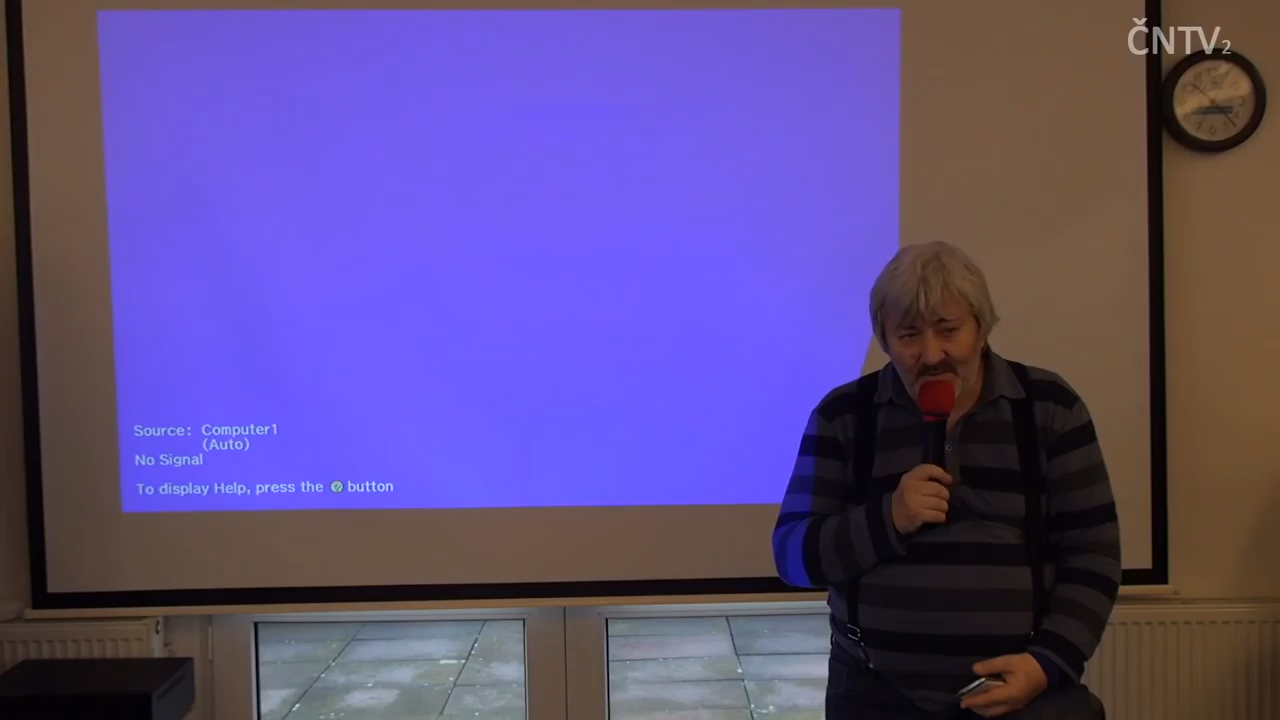 ČNTV2
Source: Computer1
(Auto)
No Signal
To display Help, press the ? button